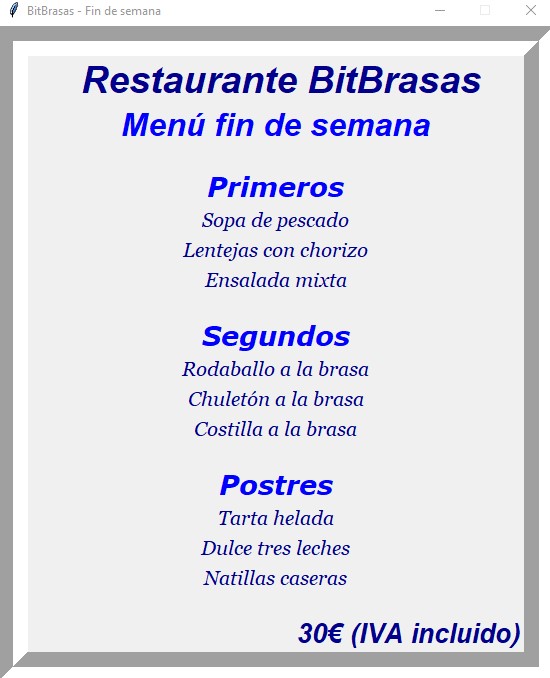 BitBrasas - Fin de semana
Restaurante BitBrasas
Menú fin de semana
Primeros
Sopa de pescado
Lentejas con chorizo
Ensalada mixta
Segundos
Rodaballo a la brasa
Chuletón a la brasa
Costilla a la brasa
Postres
Tarta helada
Dulce tres leches
Natillas caseras
30€ (IVA incluido)